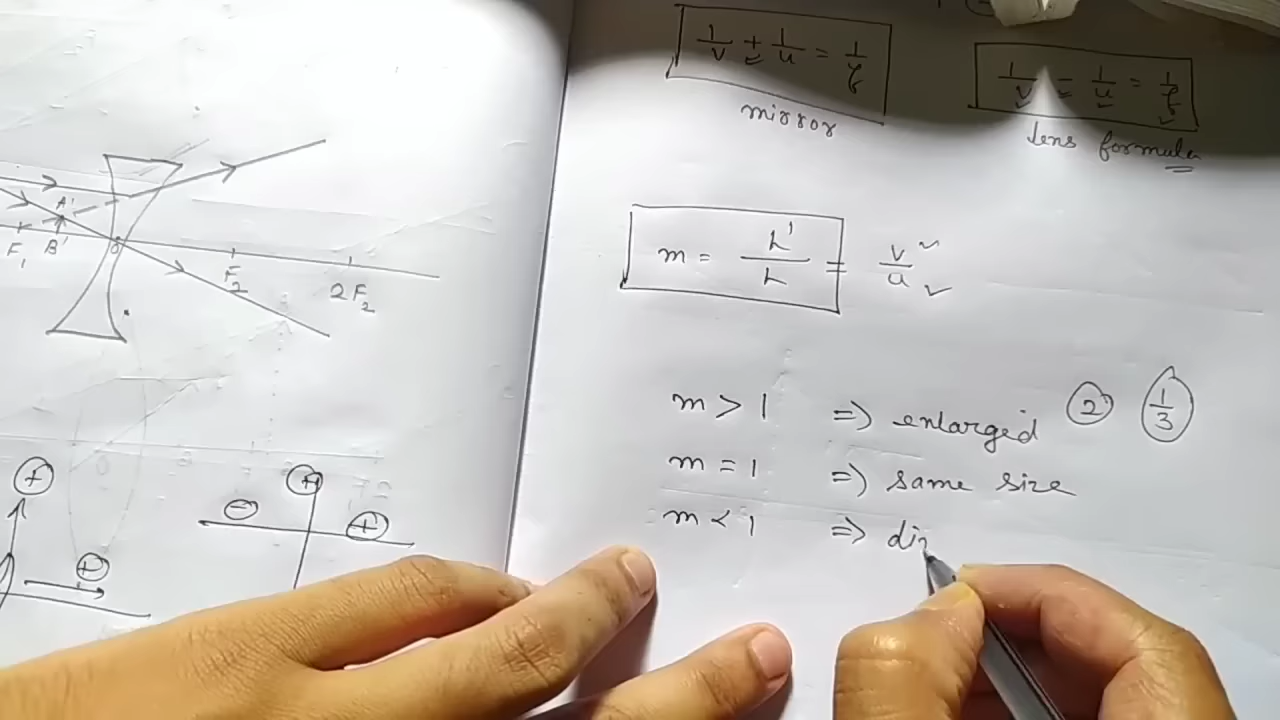 A'
F₁ B' O F₂ 2F₂
+ + - + +
1/v + 1/u = 1/f
mirror
1/v - 1/u = 1/f
lens formula
m = h'/h = v/u
m > 1 => enlarged 2 1/3
m = 1 => same size
m < 1 => di